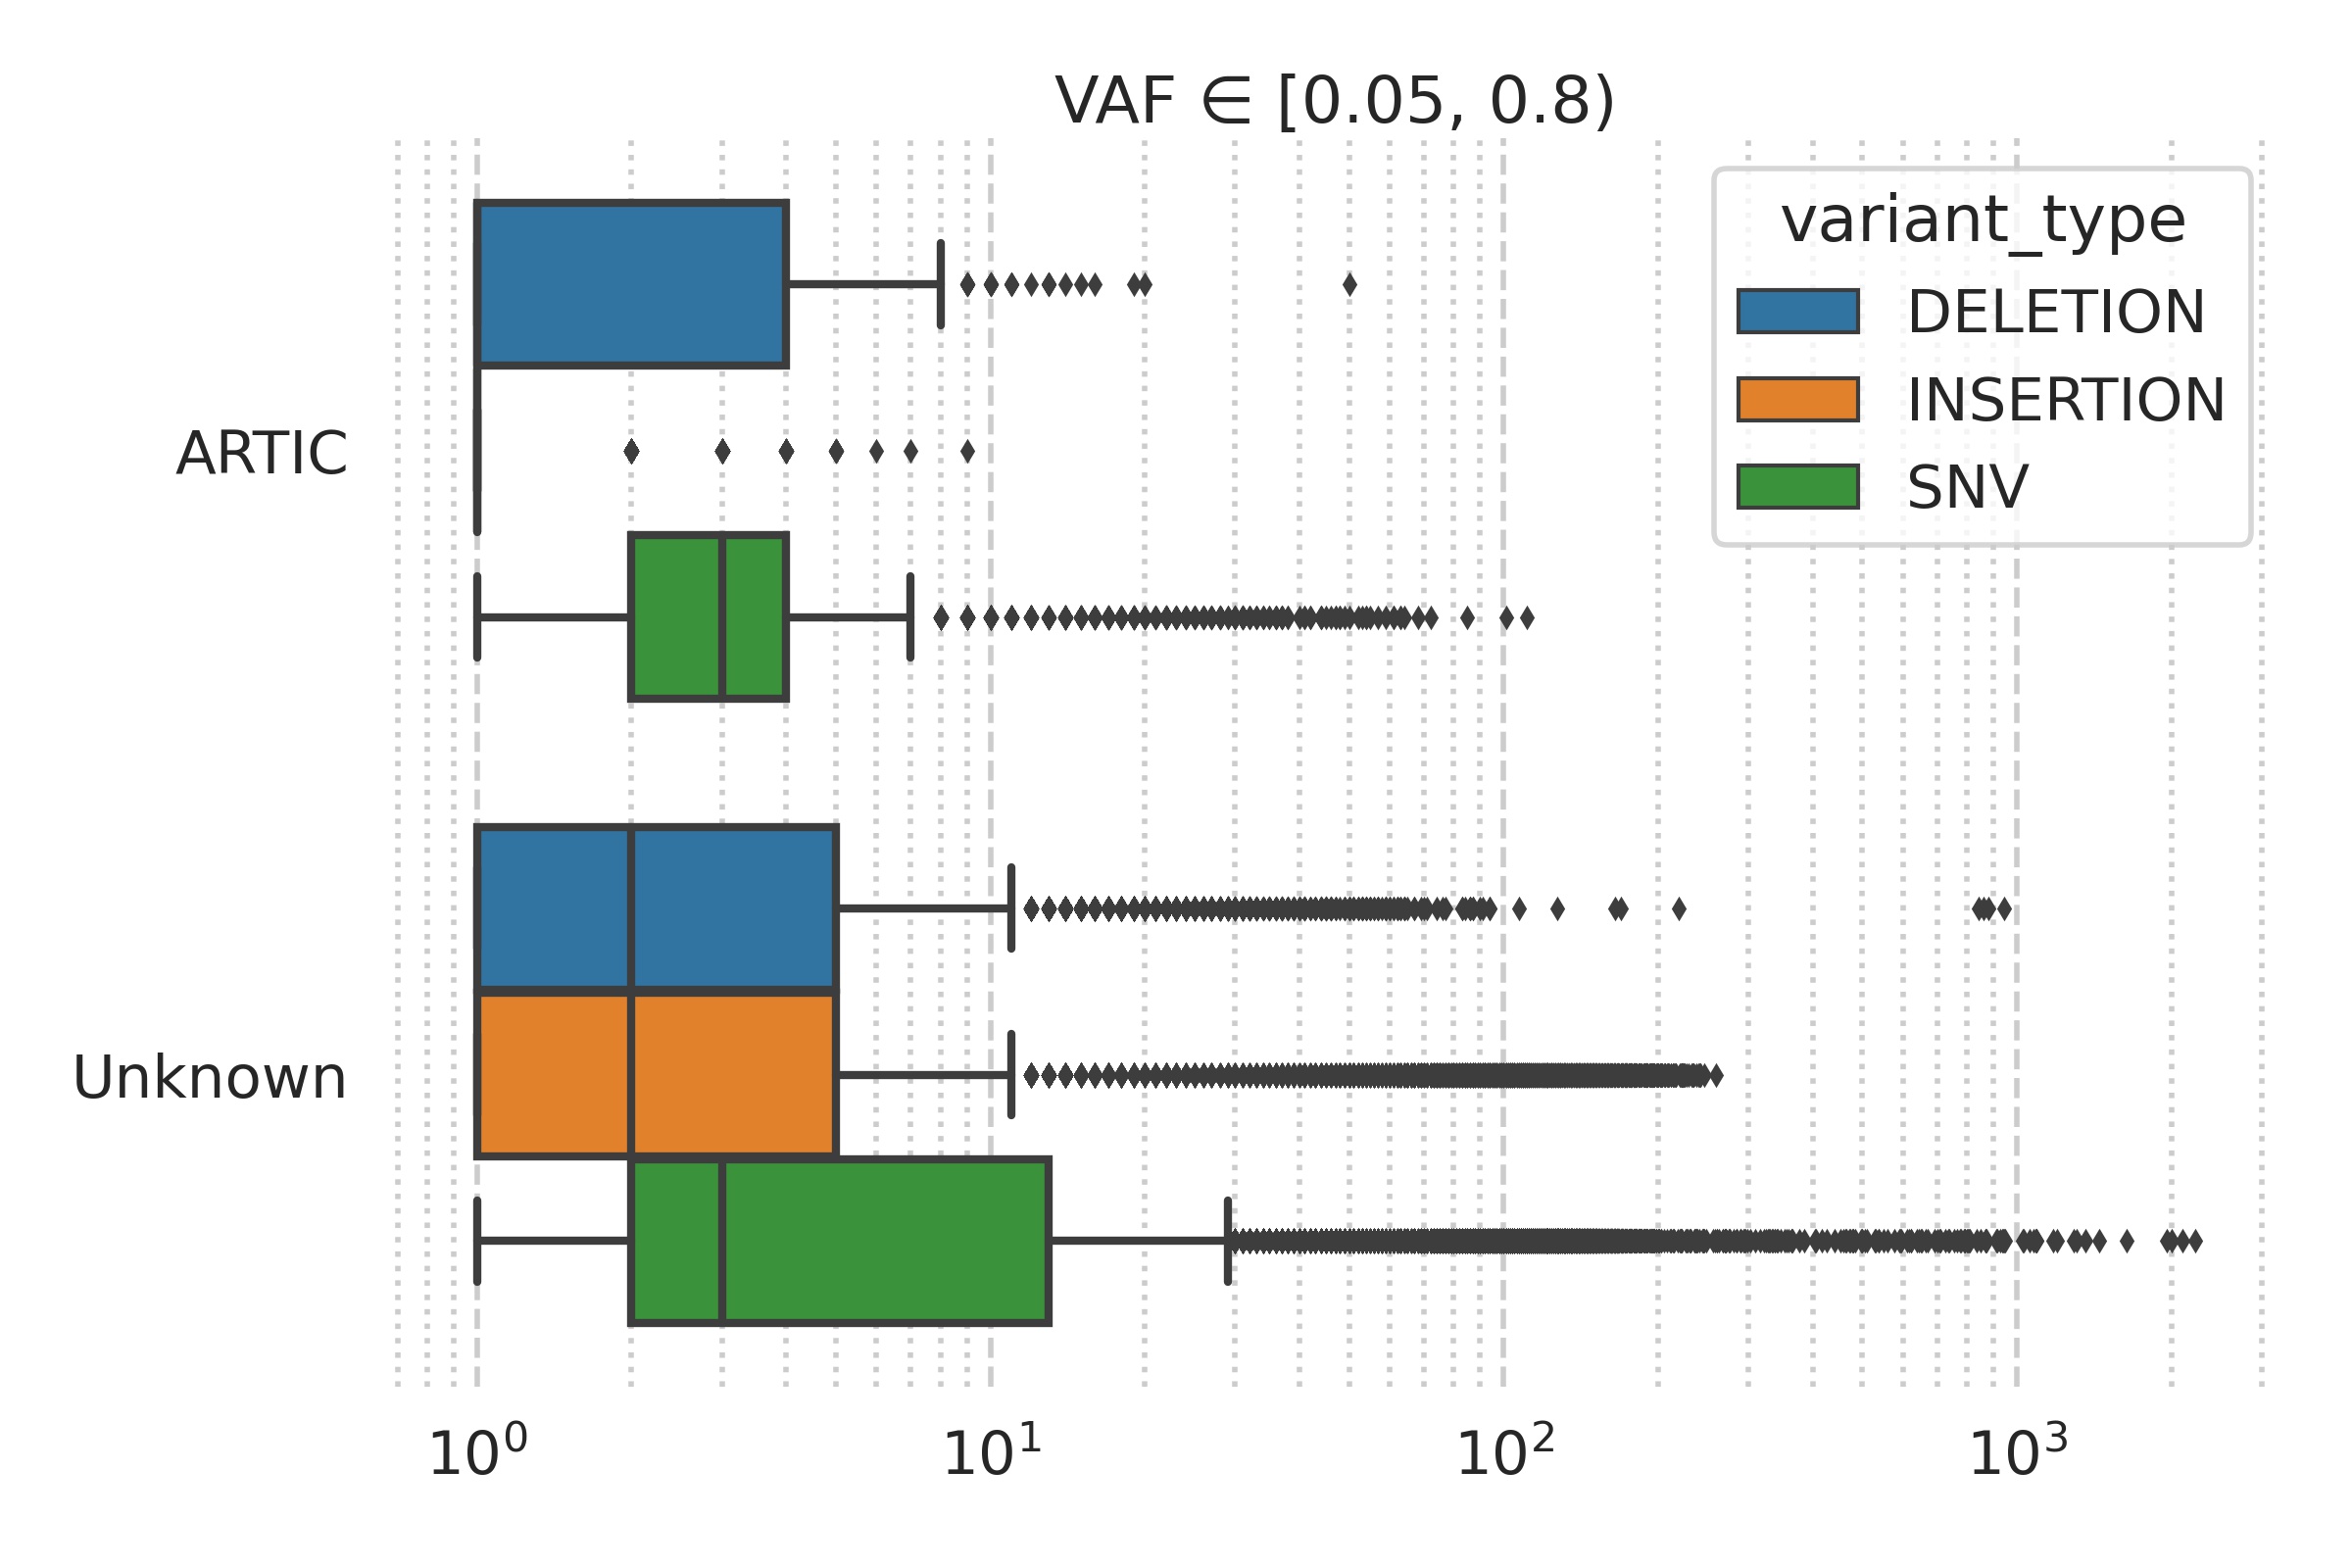 VAF ∈ [0.05, 0.8)
variant_type
DELETION
INSERTION
SNV
ARTIC
Unknown
10⁰ 10¹ 10² 10³